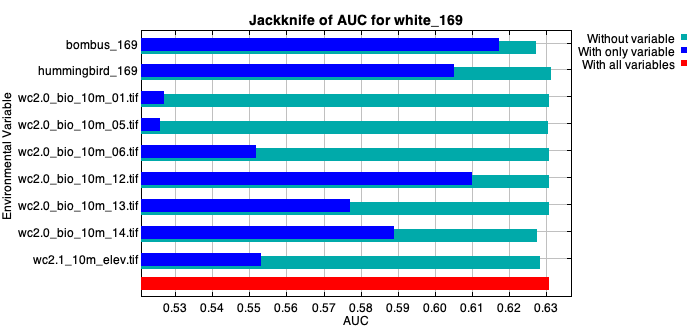 Jackknife of AUC for white_169
Without variable
With only variable
With all variables
Environmental Variable
bombus_169
hummingbird_169
wc2.0_bio_10m_01.tif
wc2.0_bio_10m_05.tif
wc2.0_bio_10m_06.tif
wc2.0_bio_10m_12.tif
wc2.0_bio_10m_13.tif
wc2.0_bio_10m_14.tif
wc2.1_10m_elev.tif
0.53 0.54 0.55 0.56 0.57 0.58 0.59 0.60 0.61 0.62 0.63
AUC